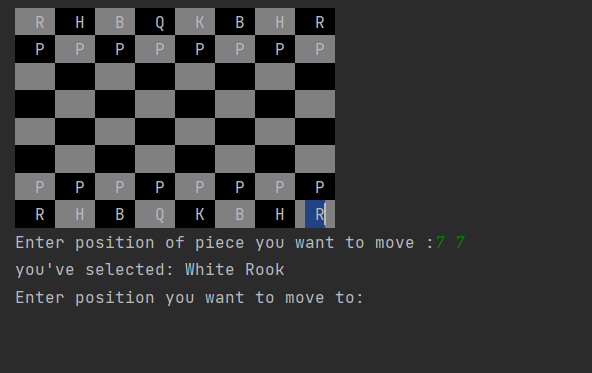 R H B Q K B H R
P P P P P P P P
P P P P P P P P
R H B Q K B H R
Enter position of piece you want to move :7 7
you've selected: White Rook
Enter position you want to move to: